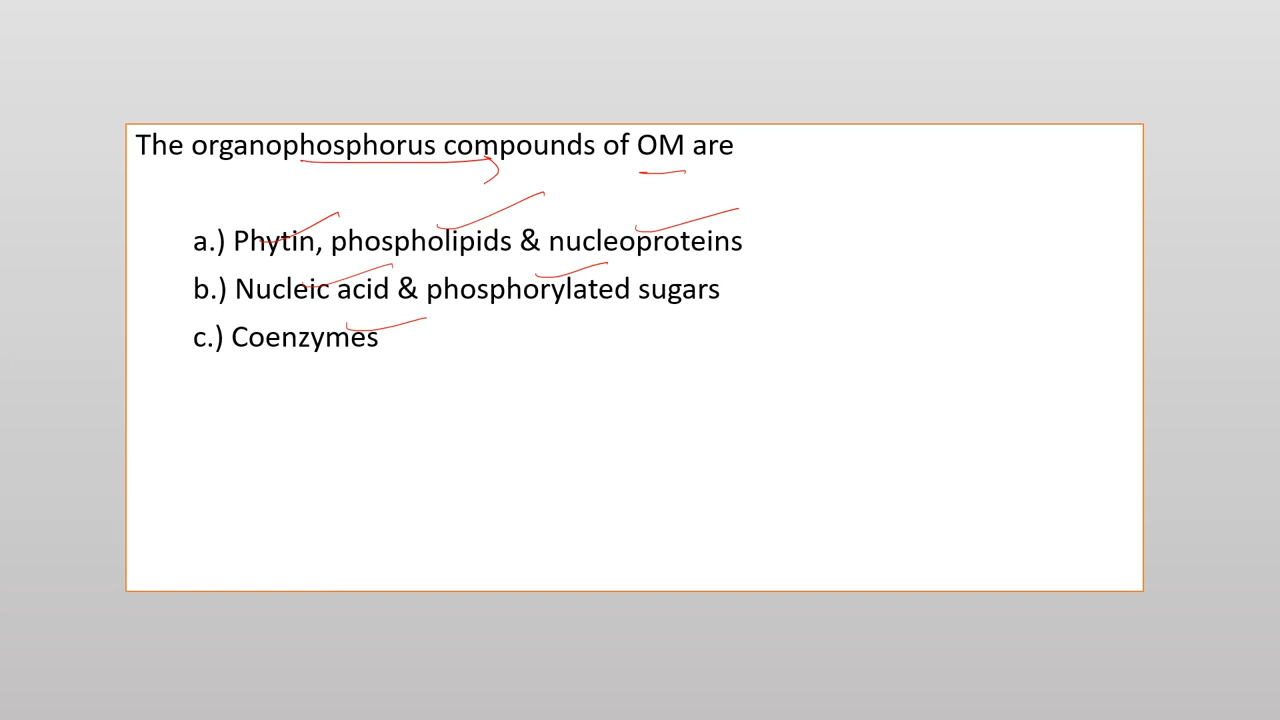 The organophosphorus compounds of OM are
a.) Phytin, phospholipids & nucleoproteins
b.) Nucleic acid & phosphorylated sugars
c.) Coenzymes